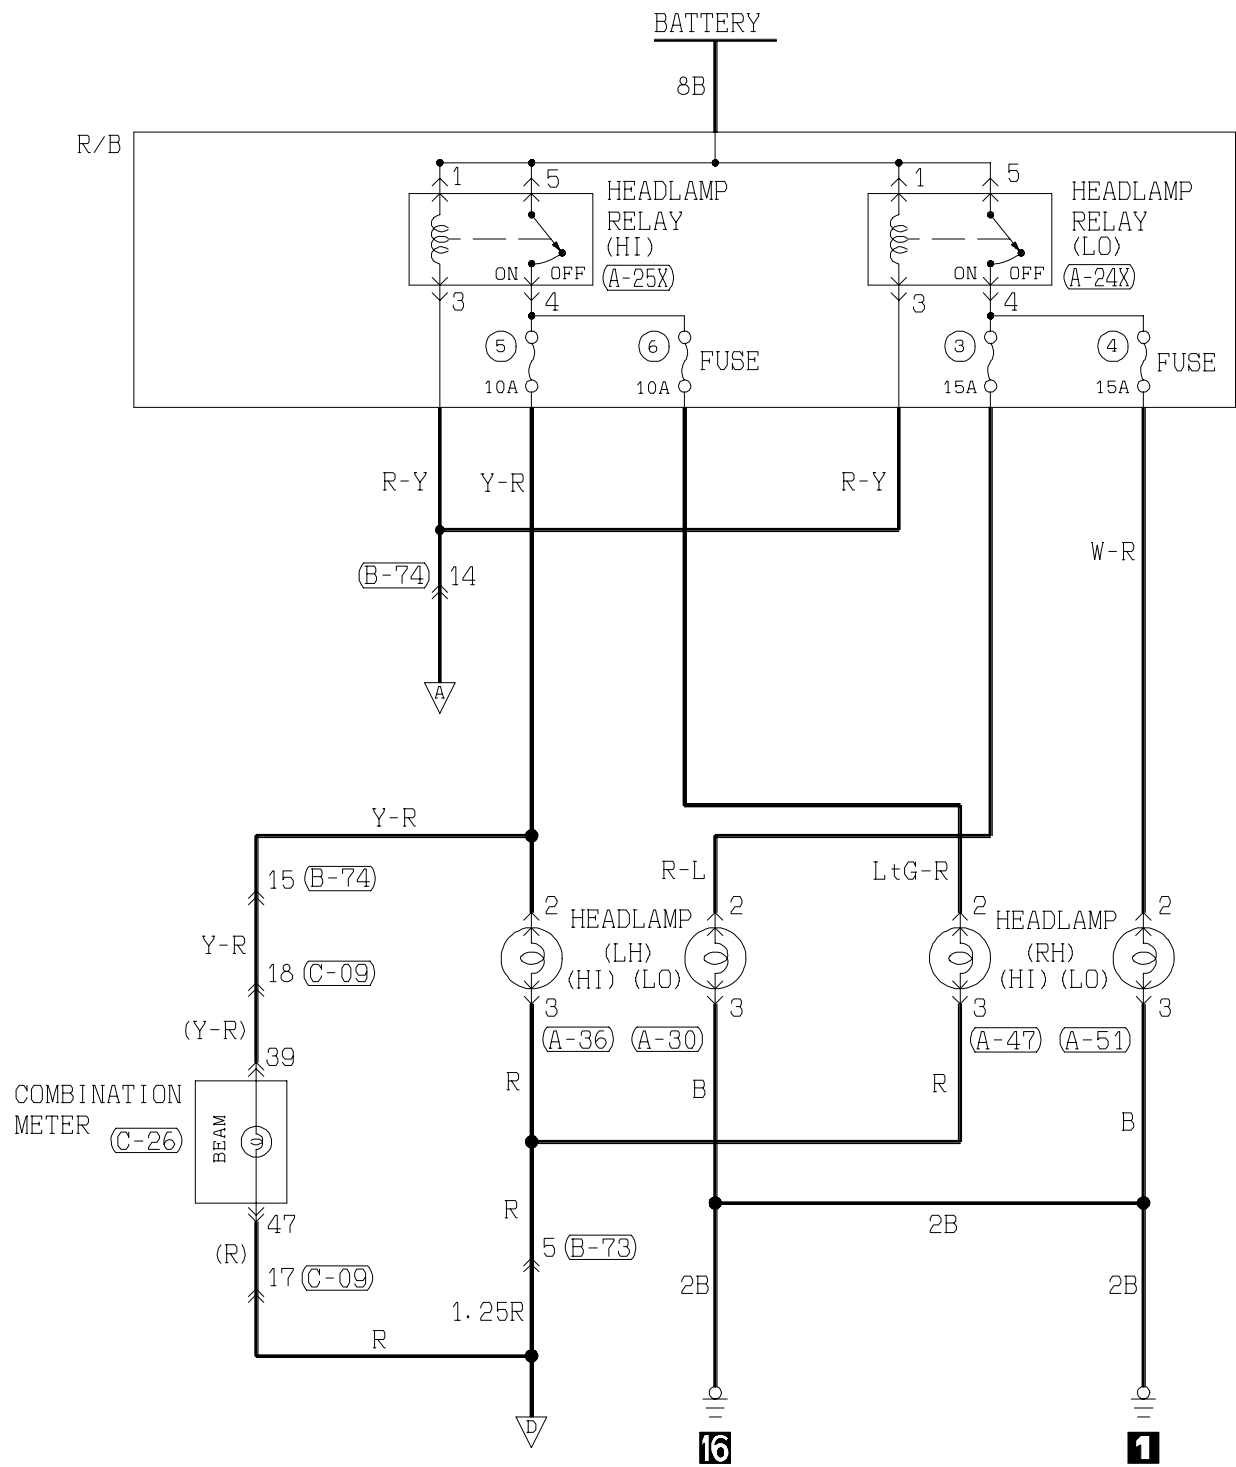 BATTERY
8B
R/B
1
5
HEADLAMP
RELAY
(HI)
A-25X
ON
OFF
3
4
1
5
HEADLAMP
RELAY
(LO)
A-24X
ON
OFF
3
4
5
10A
6
10A
FUSE
3
15A
4
15A
FUSE
R-Y
Y-R
R-Y
W-R
B-74
14
A
Y-R
15
B-74
R-L
LtG-R
Y-R
18
C-09
(Y-R)
39
COMBINATION
METER
C-26
BEAM
47
(R)
17
C-09
R
2
HEADLAMP
(LH)
(HI) (LO)
2
3
3
A-36
A-30
2
HEADLAMP
(RH)
(HI) (LO)
2
3
3
A-47
A-51
R
B
R
B
R
5
B-73
1.25R
2B
2B
2B
D
16
1